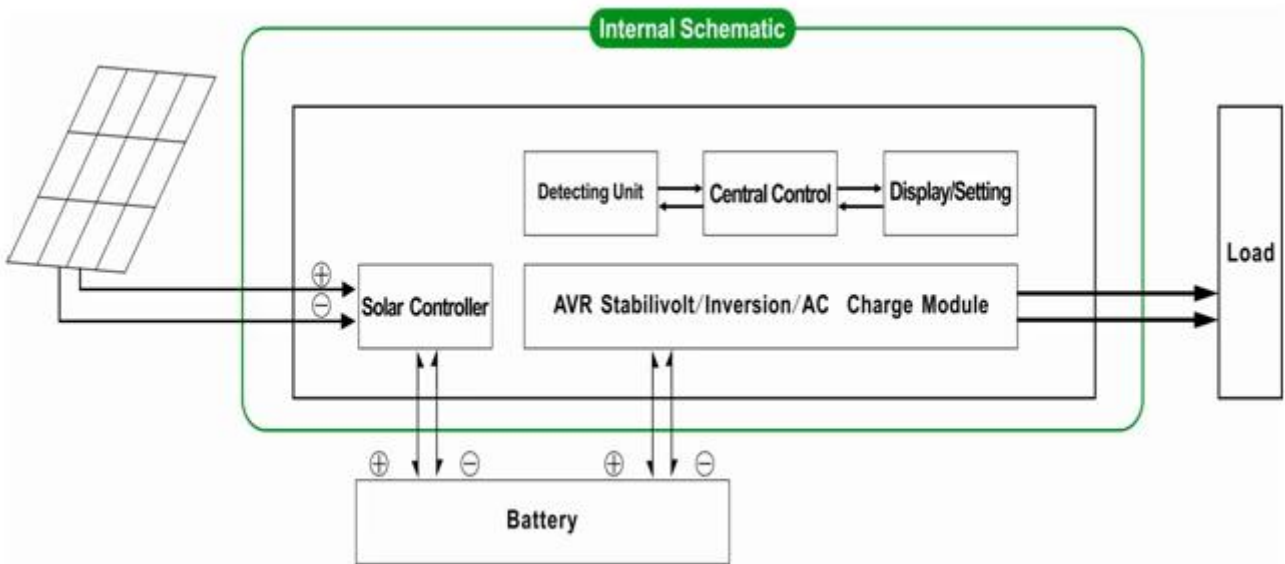 Internal Schematic
Detecting Unit
Central Control
Display/Setting
Load
⊕
⊖
Solar Controller
AVR Stabilivolt/Inversion/AC Charge Module
⊕ ⊖ ⊕ ⊖
Battery